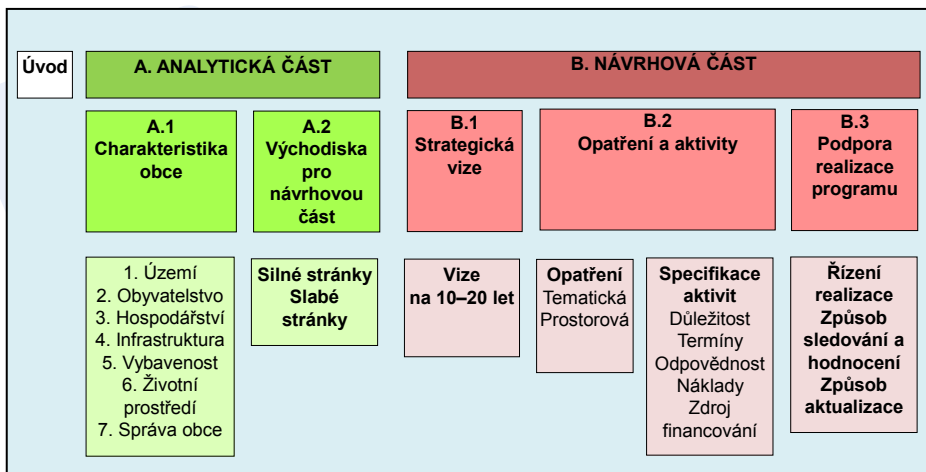 Úvod
A. ANALYTICKÁ ČÁST
B. NÁVRHOVÁ ČÁST
A.1
Charakteristika
obce
A.2
Východiska
pro
návrhovou
část
B.1
Strategická
vize
B.2
Opatření a aktivity
B.3
Podpora
realizace
programu
1. Území
2. Obyvatelstvo
3. Hospodářství
4. Infrastruktura
5. Vybavenost
6. Životní
prostředí
7. Správa obce
Silné stránky
Slabé
stránky
Vize
na 10–20 let
Opatření
Tematická
Prostorová
Specifikace
aktivit
Důležitost
Termíny
Odpovědnost
Náklady
Zdroj
financování
Řízení
realizace
Způsob
sledování a
hodnocení
Způsob
aktualizace